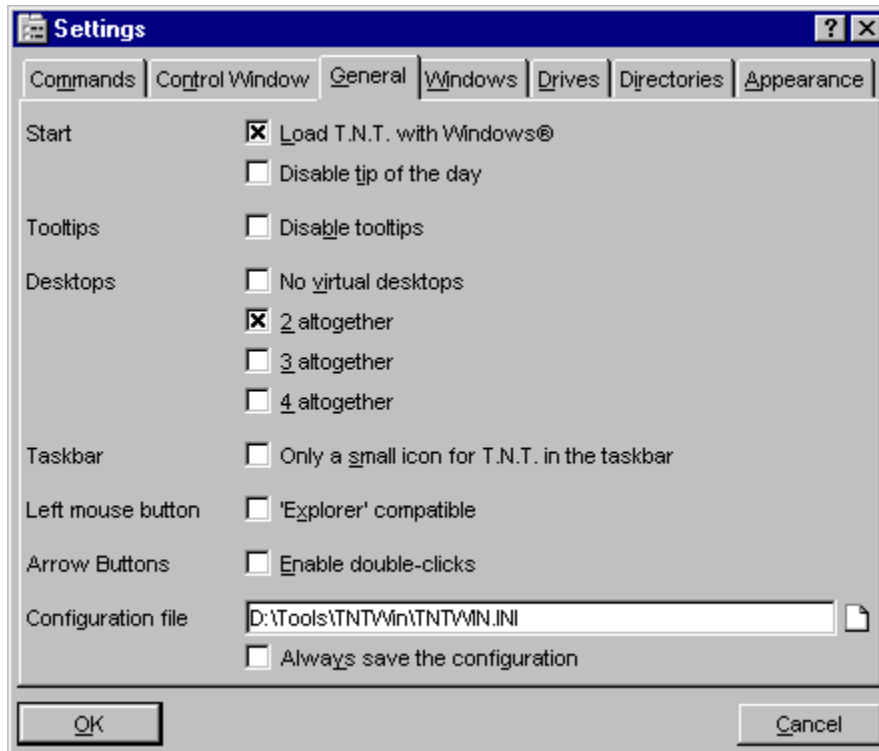 Settings
Commands Control Window General Windows Drives Directories Appearance
Start Load T.N.T. with Windows®
Disable tip of the day
Tooltips Disable tooltips
Desktops No virtual desktops
2 altogether
3 altogether
4 altogether
Taskbar Only a small icon for T.N.T. in the taskbar
Left mouse button 'Explorer' compatible
Arrow Buttons Enable double-clicks
Configuration file D:\Tools\TNTWin\TNTWIN.INI
Always save the configuration
OK Cancel